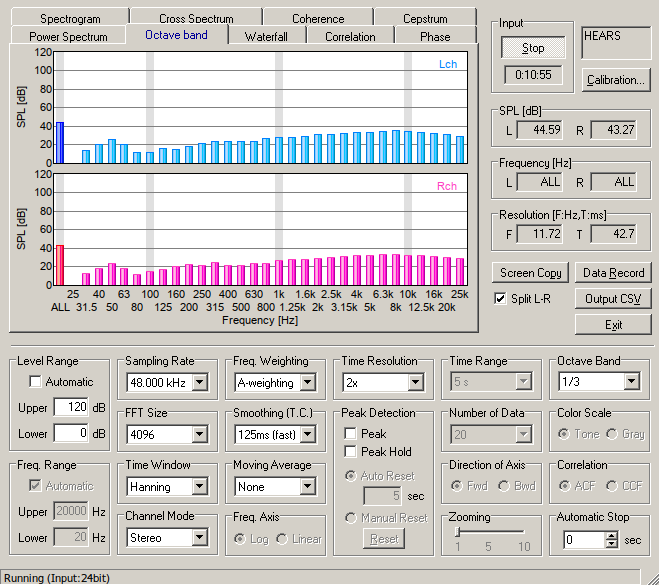 Spectrogram Cross Spectrum Coherence Cepstrum
Power Spectrum Octave band Waterfall Correlation Phase
120
100
80
60
40
20
0
SPL [dB]
Lch
120
100
80
60
40
20
0
SPL [dB]
Rch
25 40 63 100 160 250 400 630 1k 1.6k 2.5k 4k 6.3k 10k 16k 25k
ALL 31.5 50 80 125 200 315 500 800 1.25k 2k 3.15k 5k 8k 12.5k 20k
Frequency [Hz]
Input
Stop
0:10:55
HEARS
Calibration...
SPL [dB]
L 44.59 R 43.27
Frequency [Hz]
L ALL R ALL
Resolution [F:Hz,T:ms]
F 11.72 T 42.7
Screen Copy Data Record
Split L-R Output CSV
Exit
Level Range
Automatic
Upper 120 dB
Lower 0 dB
Freq. Range
Automatic
Upper 20000 Hz
Lower 20 Hz
Sampling Rate
48.000 kHz
FFT Size
4096
Time Window
Hanning
Channel Mode
Stereo
Freq. Weighting
A-weighting
Smoothing (T.C.)
125ms (fast)
Moving Average
None
Freq. Axis
Log Linear
Time Resolution
2x
Peak Detection
Peak
Peak Hold
Auto Reset
5 sec
Manual Reset
Reset
Time Range
5 s
Number of Data
20
Direction of Axis
Fwd Bwd
Zooming
1 5 10
Octave Band
1/3
Color Scale
Tone Gray
Correlation
ACF CCF
Automatic Stop
0 sec
Running (Input:24bit)